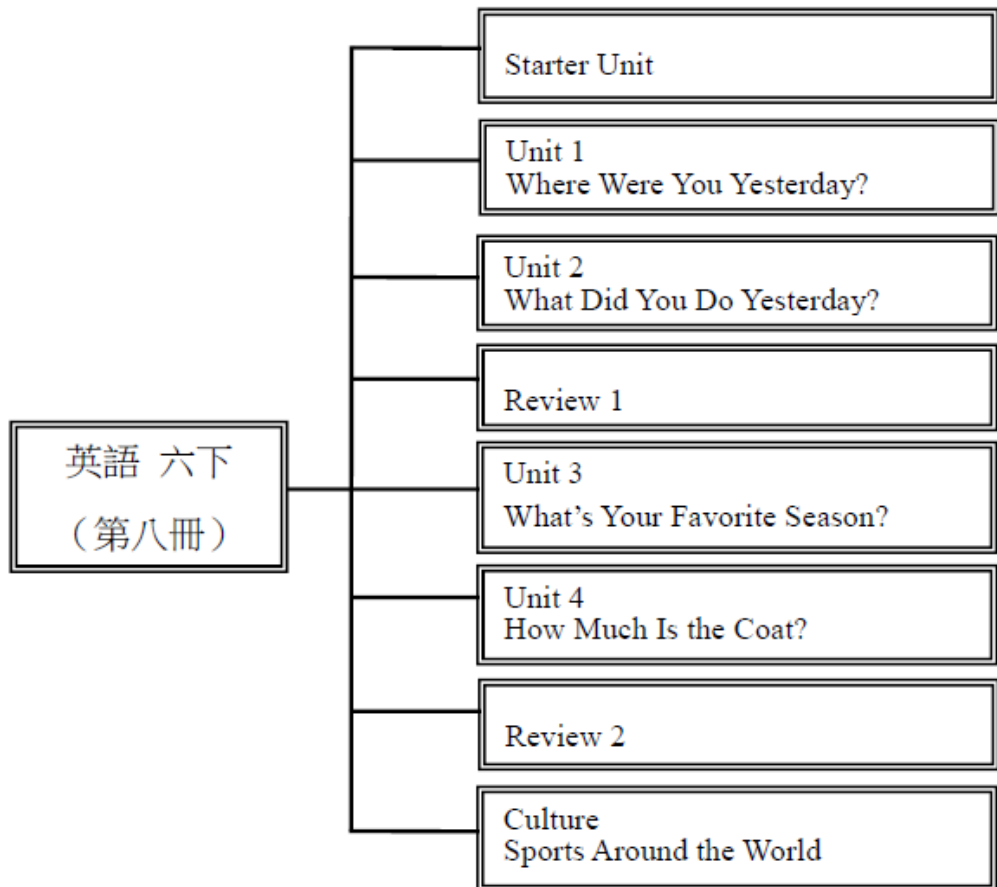 Starter Unit
Unit 1
Where Were You Yesterday?
Unit 2
What Did You Do Yesterday?
Review 1
英語 六下
（第八冊）
Unit 3
What’s Your Favorite Season?
Unit 4
How Much Is the Coat?
Review 2
Culture
Sports Around the World